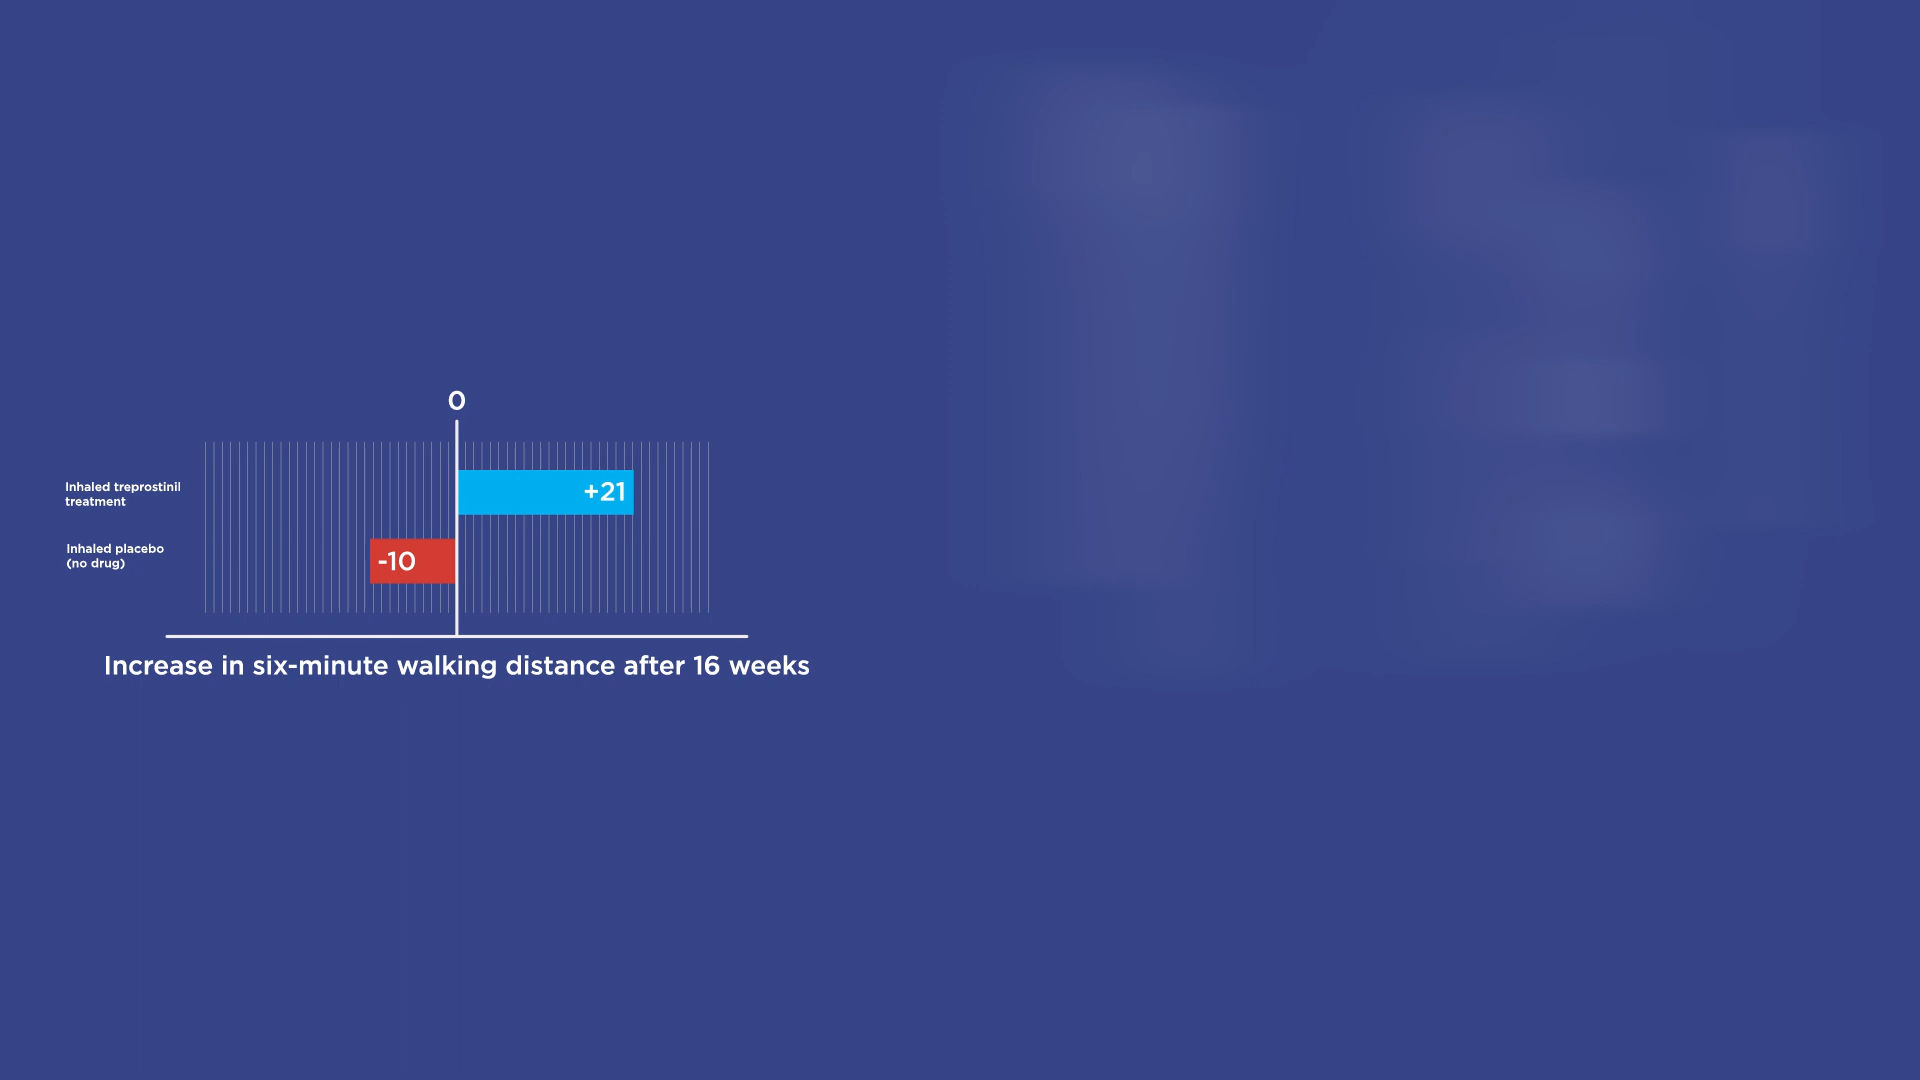 0
Inhaled treprostinil
treatment
+21
Inhaled placebo
(no drug)
-10
Increase in six-minute walking distance after 16 weeks